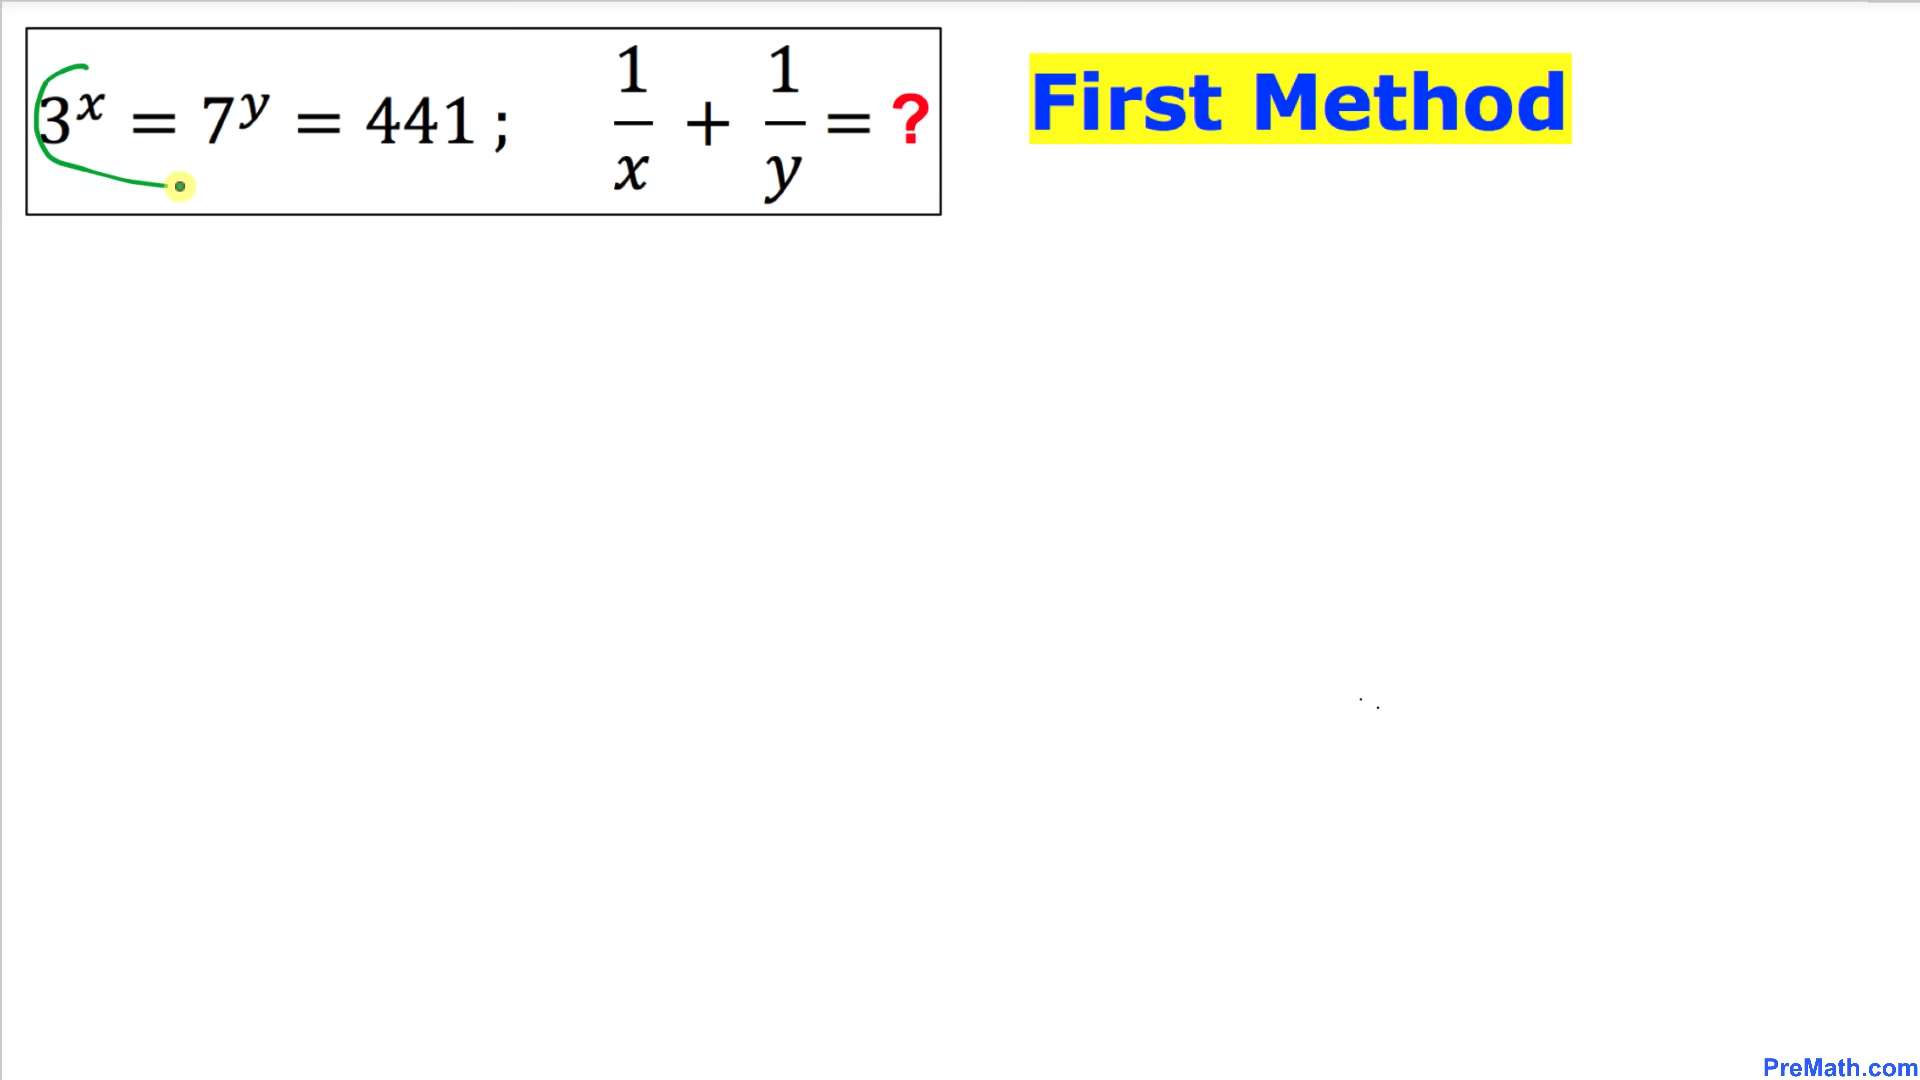 3^x = 7^y = 441 ; 1/x + 1/y = ?
First Method
PreMath.com